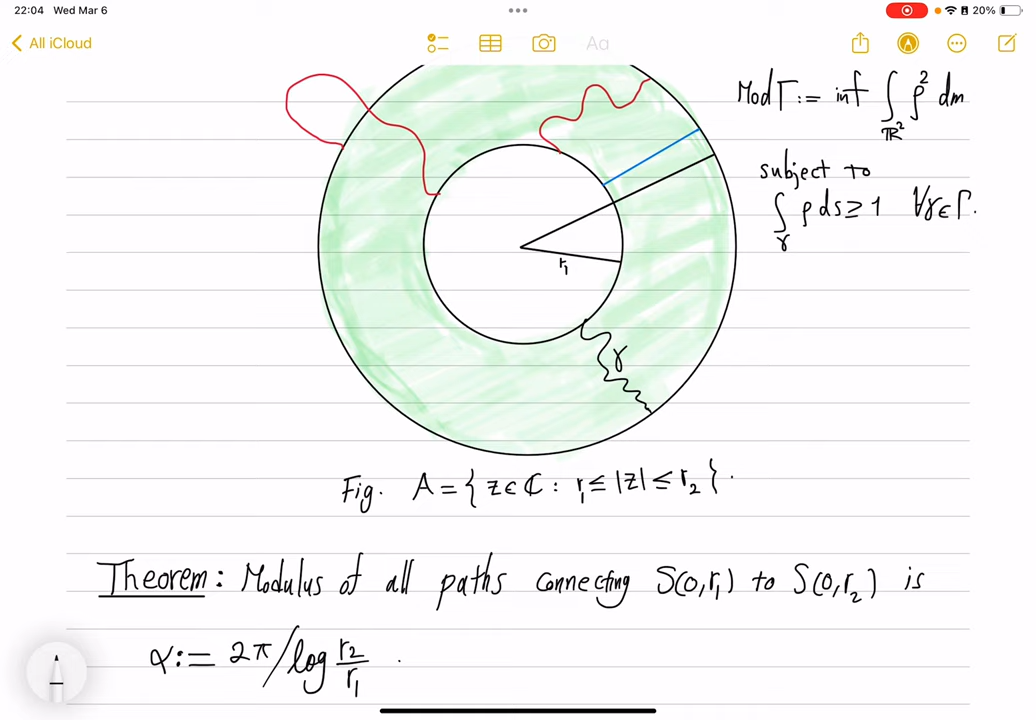 22:04 Wed Mar 6
20%
All iCloud
Aa
Mod Γ := inf ∫_{ℝ²} ρ² dm
subject to
∫_γ ρ ds ≥ 1 ∀γ∈Γ.
r₁
γ
Fig. A = { z ∈ ℂ : r₁ ≤ |z| ≤ r₂ }.
Theorem: Modulus of all paths connecting S(0,r₁) to S(0,r₂) is
α := 2π / log r₂/r₁ .